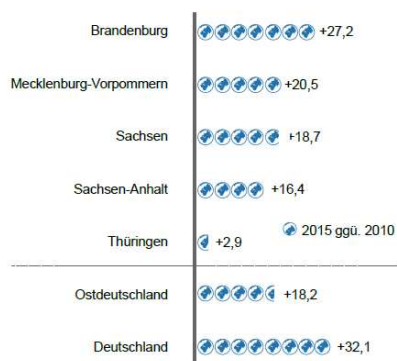 Brandenburg +27,2
Mecklenburg-Vorpommern +20,5
Sachsen +18,7
Sachsen-Anhalt +16,4
Thüringen +2,9
2015 ggü. 2010
Ostdeutschland +18,2
Deutschland +32,1